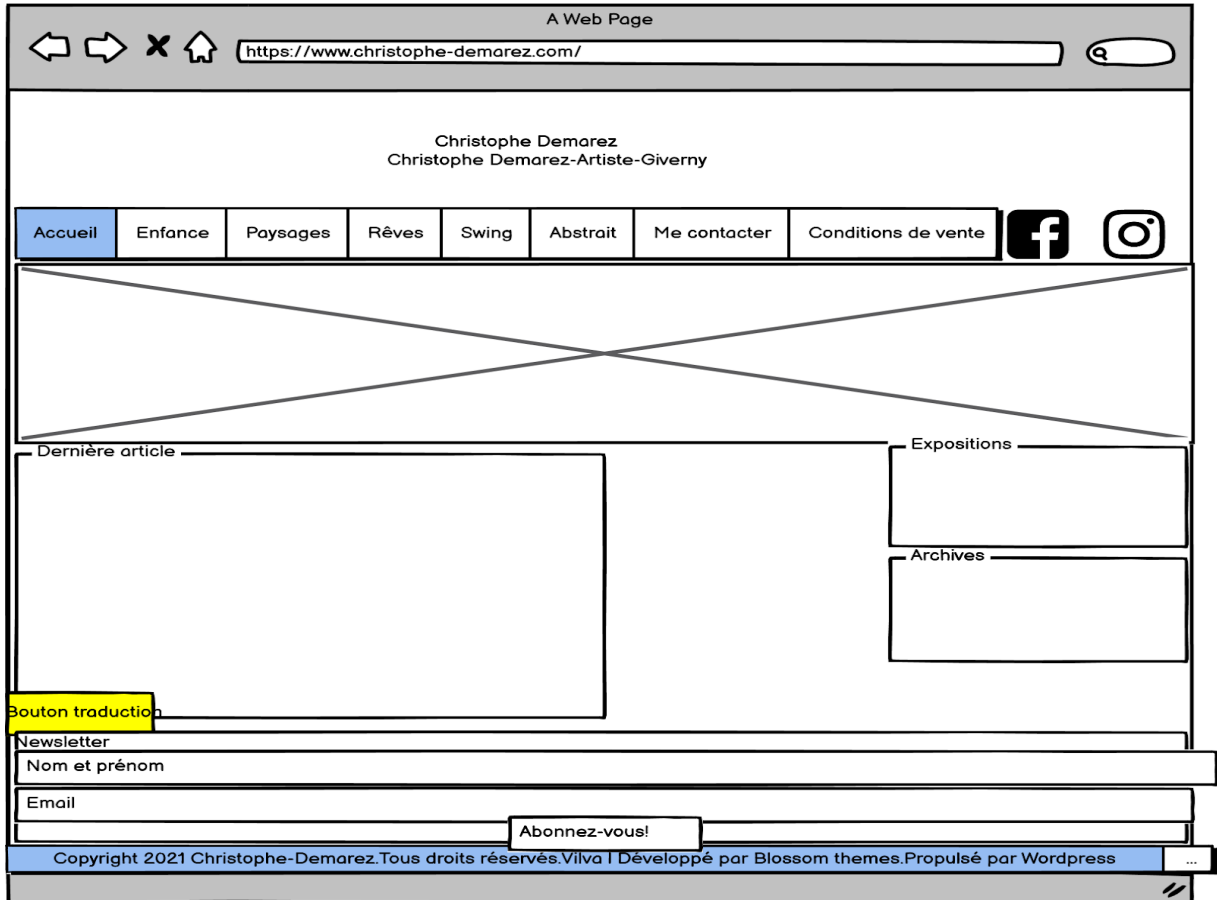 A Web Page
https://www.christophe-demarez.com/
Christophe Demarez
Christophe Demarez-Artiste-Giverny
Accueil Enfance Paysages Rêves Swing Abstrait Me contacter Conditions de vente
Dernière article
Expositions
Archives
Bouton traduction
Newsletter
Nom et prénom
Email
Abonnez-vous!
Copyright 2021 Christophe-Demarez.Tous droits réservés.Vilva | Développé par Blossom themes.Propulsé par Wordpress ...